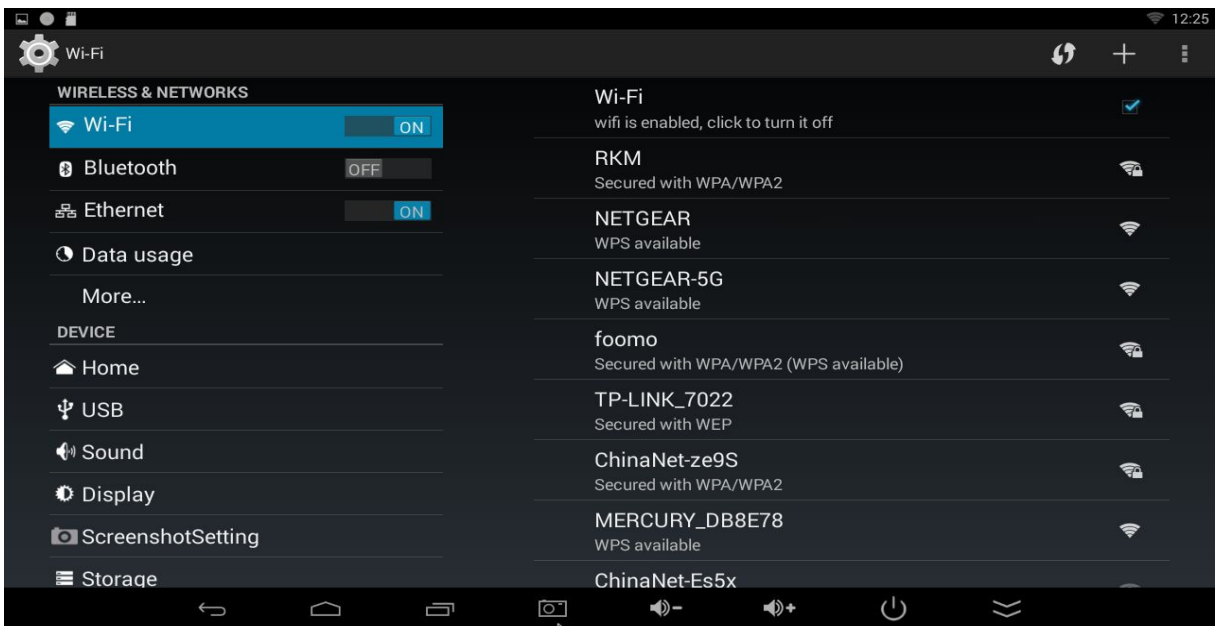 12:25
Wi-Fi
WIRELESS & NETWORKS
Wi-Fi ON
Bluetooth OFF
Ethernet ON
Data usage
More...
DEVICE
Home
USB
Sound
Display
ScreenshotSetting
Storage
Wi-Fi
wifi is enabled, click to turn it off
RKM
Secured with WPA/WPA2
NETGEAR
WPS available
NETGEAR-5G
WPS available
foomo
Secured with WPA/WPA2 (WPS available)
TP-LINK_7022
Secured with WEP
ChinaNet-ze9S
Secured with WPA/WPA2
MERCURY_DB8E78
WPS available
ChinaNet-Es5x